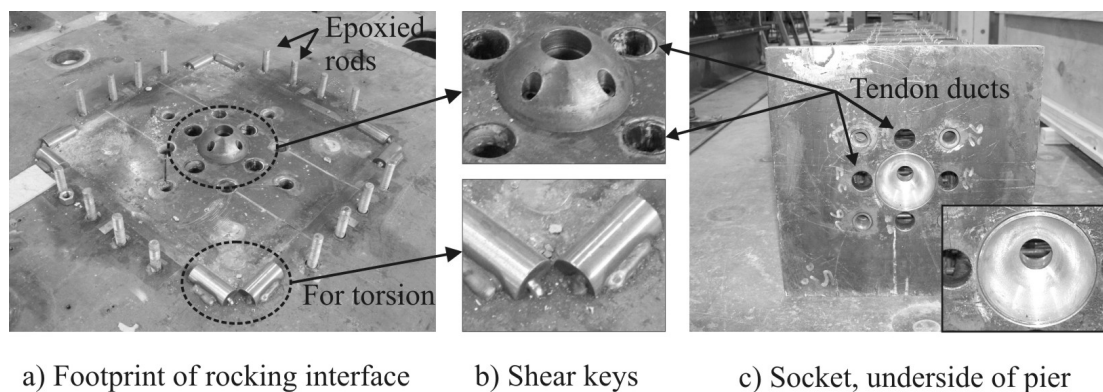 Epoxied
rods
For torsion
Tendon ducts
a) Footprint of rocking interface
b) Shear keys
c) Socket, underside of pier